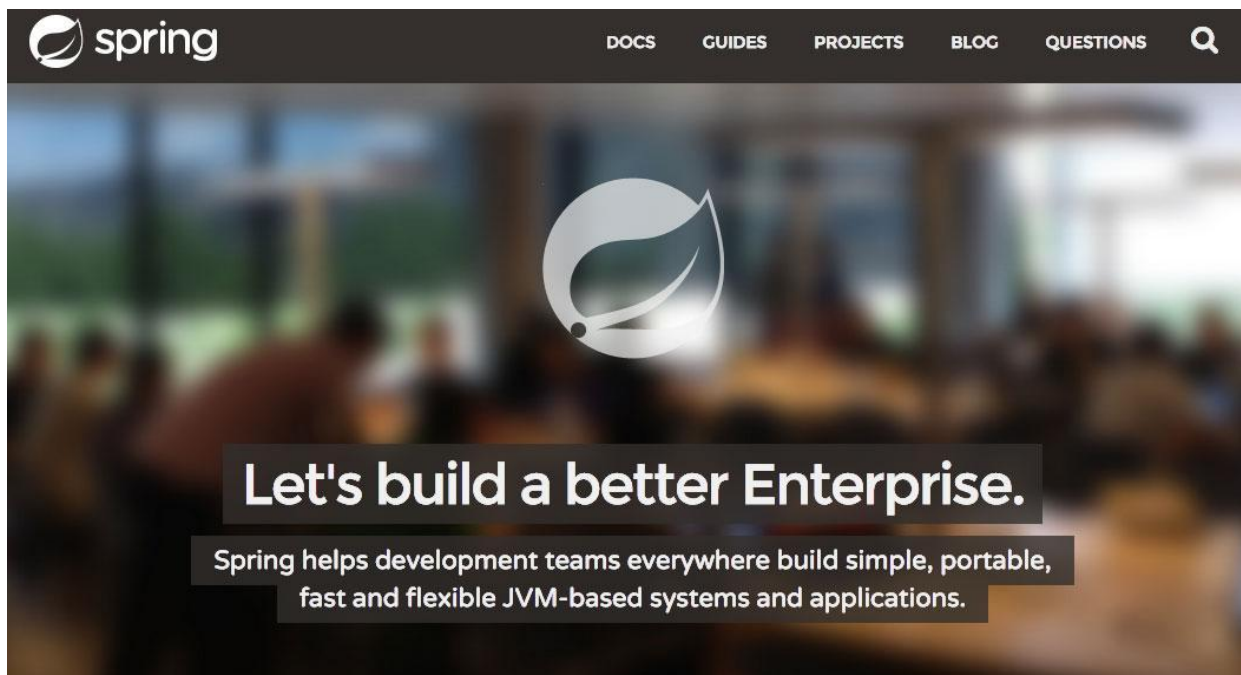 spring
DOCS GUIDES PROJECTS BLOG QUESTIONS
Let's build a better Enterprise.
Spring helps development teams everywhere build simple, portable,
fast and flexible JVM-based systems and applications.